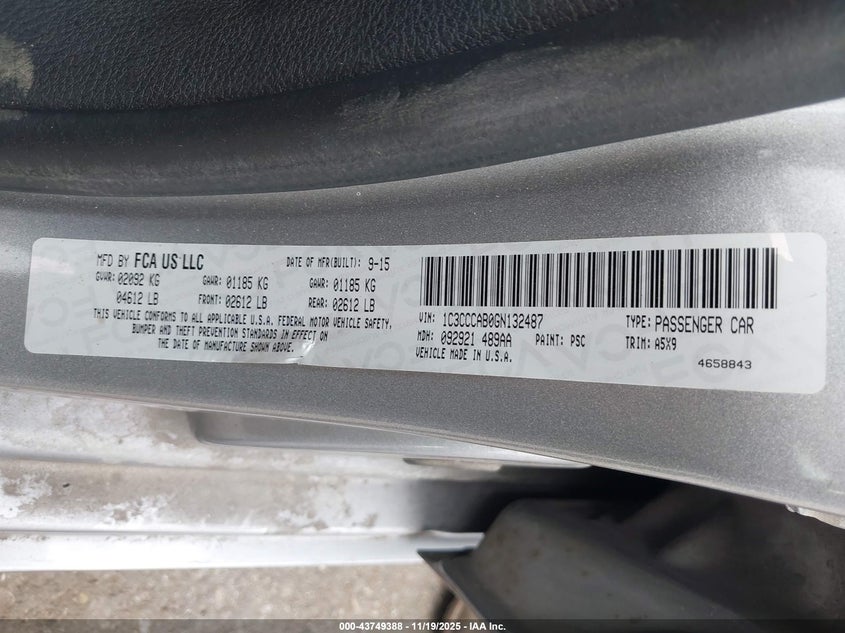 MFD BY FCA US LLC DATE OF MFR(BUILT): 9-15
GVWR: 02092 KG GAWR: 01185 KG GAWR: 01185 KG
04612 LB FRONT: 02612 LB REAR: 02612 LB
THIS VEHICLE CONFORMS TO ALL APPLICABLE U.S.A. FEDERAL MOTOR VEHICLE SAFETY,
BUMPER AND THEFT PREVENTION STANDARDS IN EFFECT ON
THE DATE OF MANUFACTURE SHOWN ABOVE.
VIN: 1C3CCCAB0GN132487 TYPE: PASSENGER CAR
MDH: 092921 489AA PAINT: PSC TRIM: A5X9
VEHICLE MADE IN U.S.A.
4658843
000-43749388 - 11/19/2025 - IAA Inc.